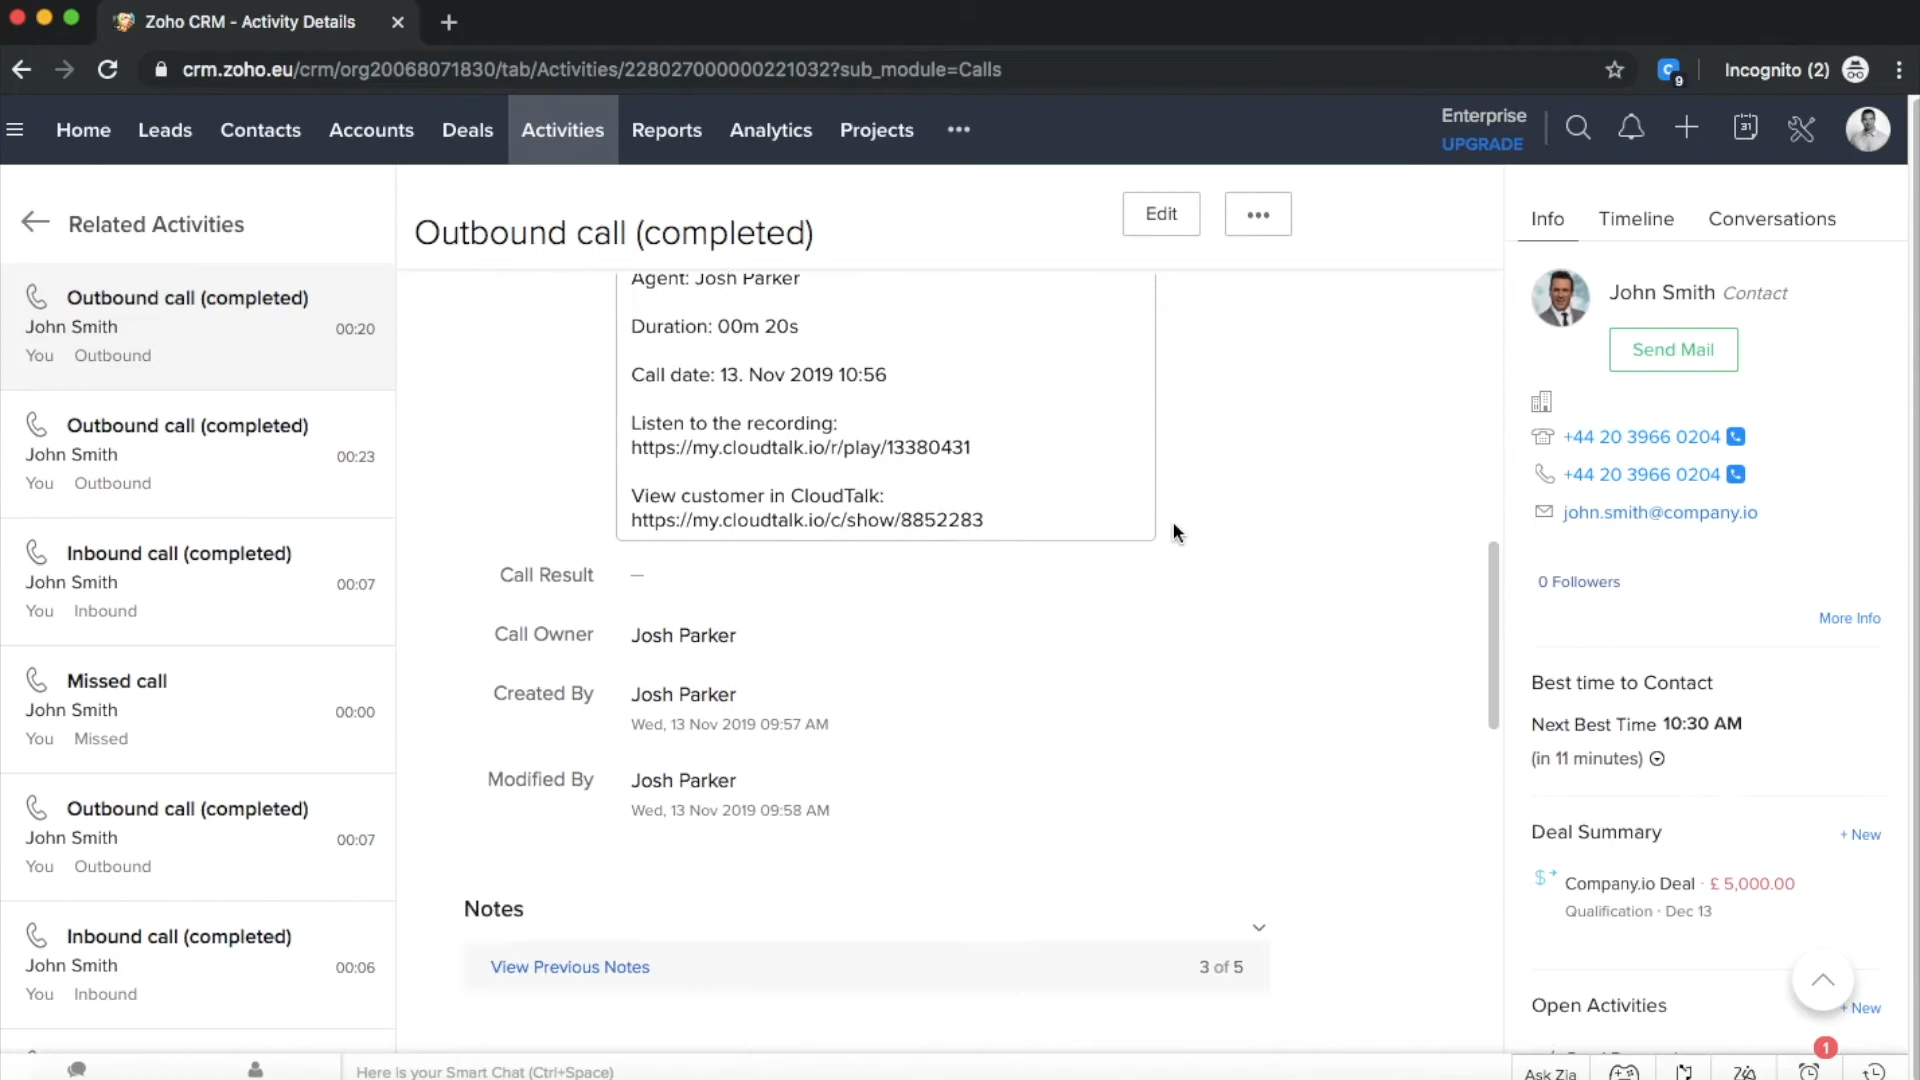 Zoho CRM - Activity Details
crm.zoho.eu/crm/org20068071830/tab/Activities/228027000000221032?sub_module=Calls
9
Incognito (2)
Home
Leads
Contacts
Accounts
Deals
Activities
Reports
Analytics
Projects
Enterprise
UPGRADE
31
Related Activities
Outbound call (completed)
John Smith
00:20
You Outbound
Outbound call (completed)
John Smith
00:23
You Outbound
Inbound call (completed)
John Smith
00:07
You Inbound
Missed call
John Smith
00:00
You Missed
Outbound call (completed)
John Smith
00:07
You Outbound
Inbound call (completed)
John Smith
00:06
You Inbound
Outbound call (completed)
Edit
Agent: Josh Parker
Duration: 00m 20s
Call date: 13. Nov 2019 10:56
Listen to the recording:
https://my.cloudtalk.io/r/play/13380431
View customer in CloudTalk:
https://my.cloudtalk.io/c/show/8852283
Call Result —
Call Owner Josh Parker
Created By Josh Parker
Wed, 13 Nov 2019 09:57 AM
Modified By Josh Parker
Wed, 13 Nov 2019 09:58 AM
Notes
View Previous Notes
3 of 5
Info
Timeline
Conversations
John Smith Contact
Send Mail
+44 20 3966 0204
+44 20 3966 0204
john.smith@company.io
0 Followers
More Info
Best time to Contact
Next Best Time 10:30 AM
(in 11 minutes)
Deal Summary
+ New
Company.io Deal · £ 5,000.00
Qualification · Dec 13
Open Activities
+ New
1
Here is your Smart Chat (Ctrl+Space)
Ask Zia